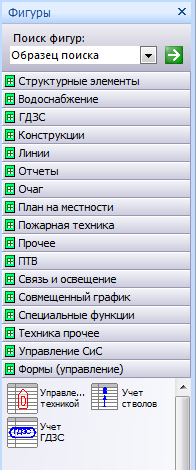 Фигуры
Поиск фигур:
Образец поиска
Структурные элементы
Водоснабжение
ГДЗС
Конструкции
Линии
Отчеты
Очаг
План на местности
Пожарная техника
Прочее
ПТВ
Связь и освещение
Совмещенный график
Специальные функции
Техника прочее
Управление СиС
Формы (управление)
Управле... техникой
Учет стволов
ГДЗС
Учет ГДЗС